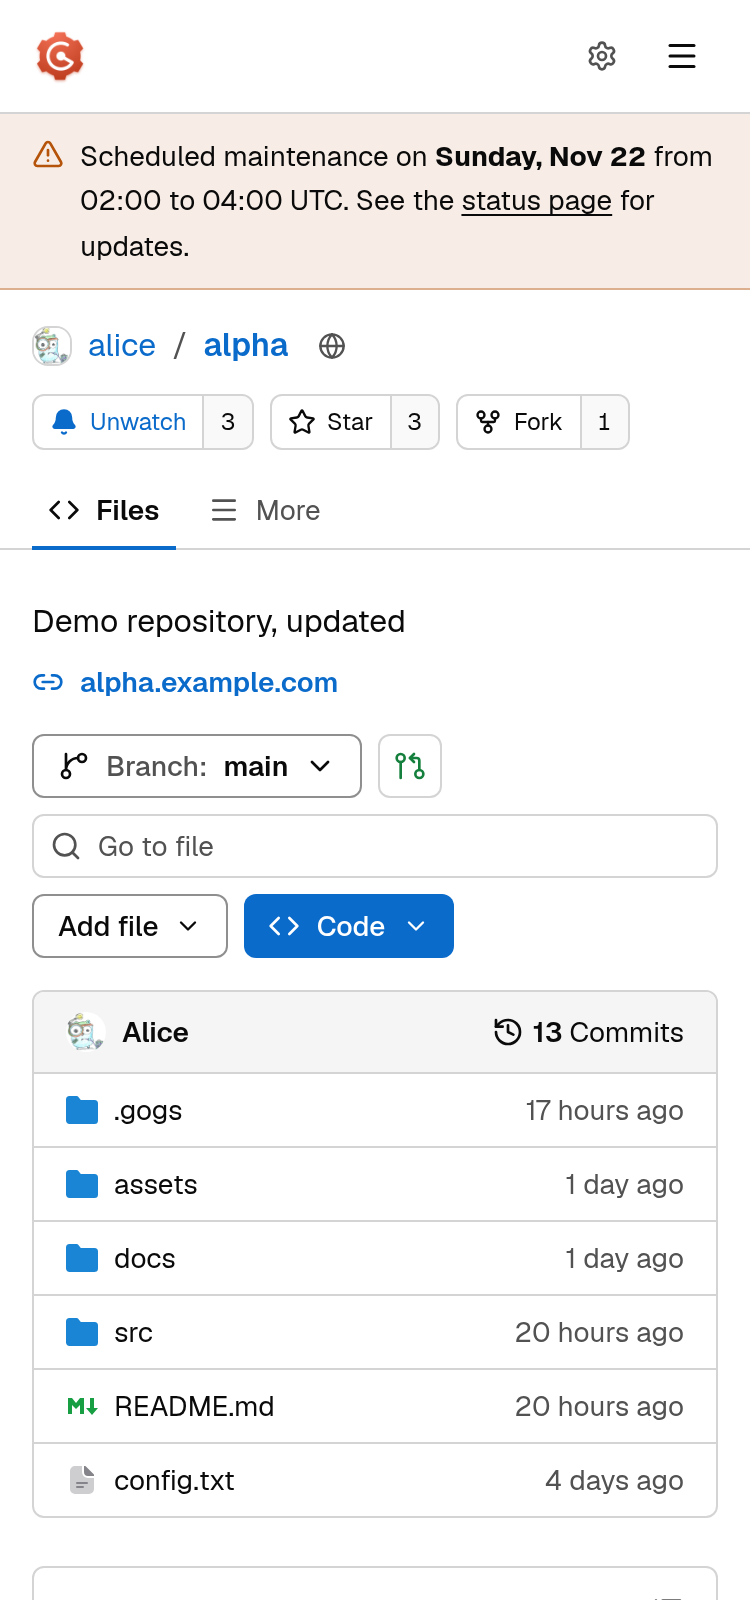 Scheduled maintenance on Sunday, Nov 22 from
02:00 to 04:00 UTC. See the status page for
updates.
alice / alpha
Unwatch 3 Star 3 Fork 1
Files More
Demo repository, updated
alpha.example.com
Branch: main
Go to file
Add file Code
Alice 13 Commits
.gogs 17 hours ago
assets 1 day ago
docs 1 day ago
src 20 hours ago
README.md 20 hours ago
config.txt 4 days ago